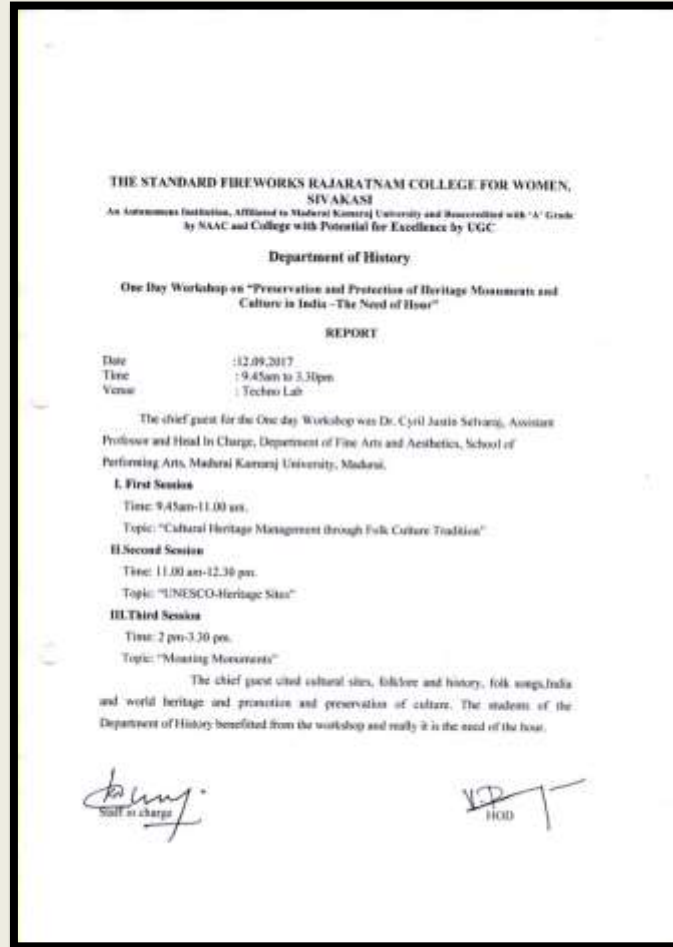 THE STANDARD FIREWORKS RAJARATNAM COLLEGE FOR WOMEN,
SIVAKASI
An Autonomous Institution, Affiliated to Madurai Kamaraj University and Reaccredited with 'A' Grade
by NAAC and College with Potential for Excellence by UGC
Department of History
One Day Workshop on "Preservation and Protection of Heritage Monuments and
Culture in India –The Need of Hour"
REPORT
Date :12.09.2017
Time : 9.45am to 3.30pm
Venue : Techno Lab
The chief guest for the One day Workshop was Dr. Cyril Justin Selvaraj, Assistant
Professor and Head In Charge, Department of Fine Arts and Aesthetics, School of
Performing Arts, Madurai Kamaraj University, Madurai.
I. First Session
Time: 9.45am-11.00 am.
Topic: "Cultural Heritage Management through Folk Culture Tradition"
II.Second Session
Time: 11.00 am-12.30 pm.
Topic: "UNESCO-Heritage Sites"
III.Third Session
Time: 2 pm-3.30 pm.
Topic: "Moating Monuments"
The chief guest cited cultural sites, folklore and history, folk songs,India
and world heritage and promotion and preservation of culture. The students of the
Department of History benefitted from the workshop and really it is the need of the hour.
Staff in charge
HOD